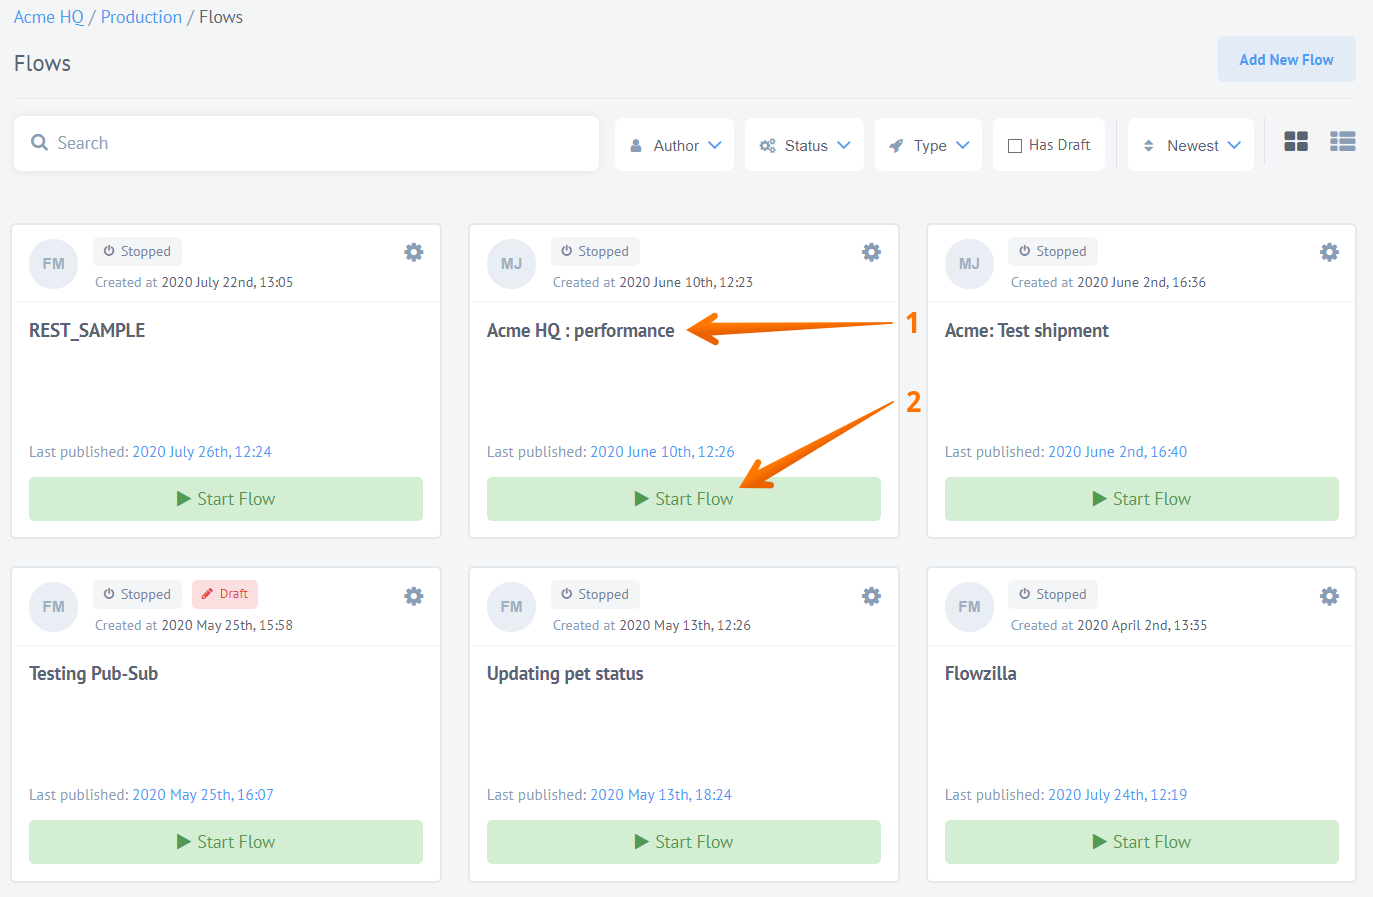 Acme HQ / Production / Flows
Flows
Add New Flow
Search
Author
Status
Type
Has Draft
Newest
FM
Stopped
Created at 2020 July 22nd, 13:05
REST_SAMPLE
Last published: 2020 July 26th, 12:24
Start Flow
MJ
Stopped
Created at 2020 June 10th, 12:23
Acme HQ : performance
1
2
Last published: 2020 June 10th, 12:26
Start Flow
MJ
Stopped
Created at 2020 June 2nd, 16:36
Acme: Test shipment
Last published: 2020 June 2nd, 16:40
Start Flow
FM
Stopped
Draft
Created at 2020 May 25th, 15:58
Testing Pub-Sub
Last published: 2020 May 25th, 16:07
Start Flow
FM
Stopped
Created at 2020 May 13th, 12:26
Updating pet status
Last published: 2020 May 13th, 18:24
Start Flow
FM
Stopped
Created at 2020 April 2nd, 13:35
Flowzilla
Last published: 2020 July 24th, 12:19
Start Flow